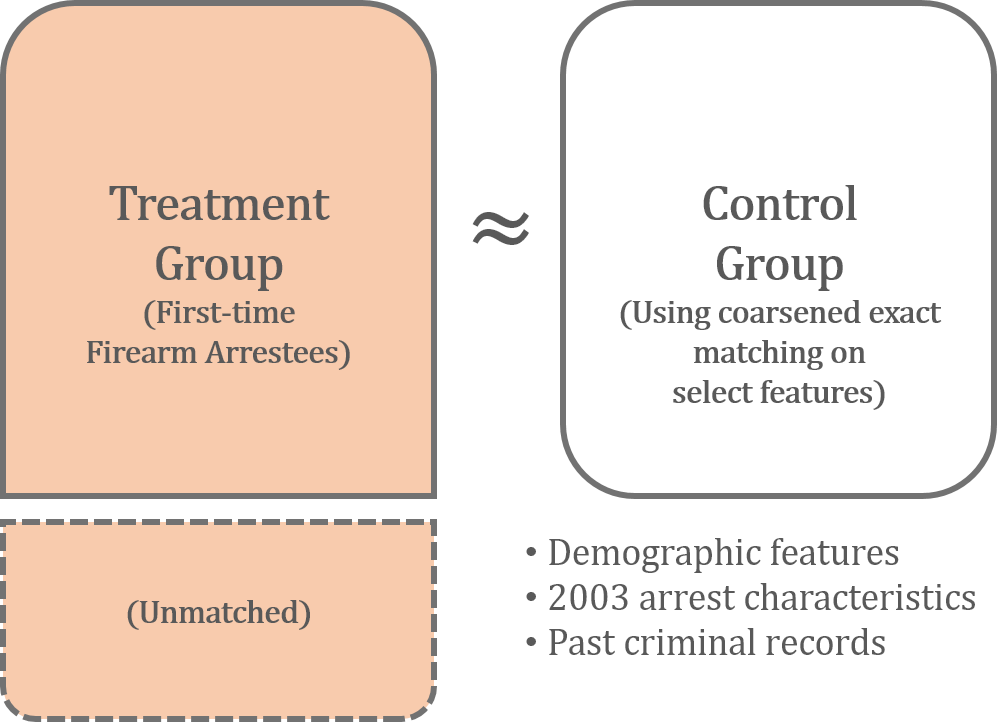 Treatment
Group
(First-time
Firearm Arrestees)
≈
Control
Group
(Using coarsened exact
matching on
select features)
(Unmatched)
• Demographic features
• 2003 arrest characteristics
• Past criminal records